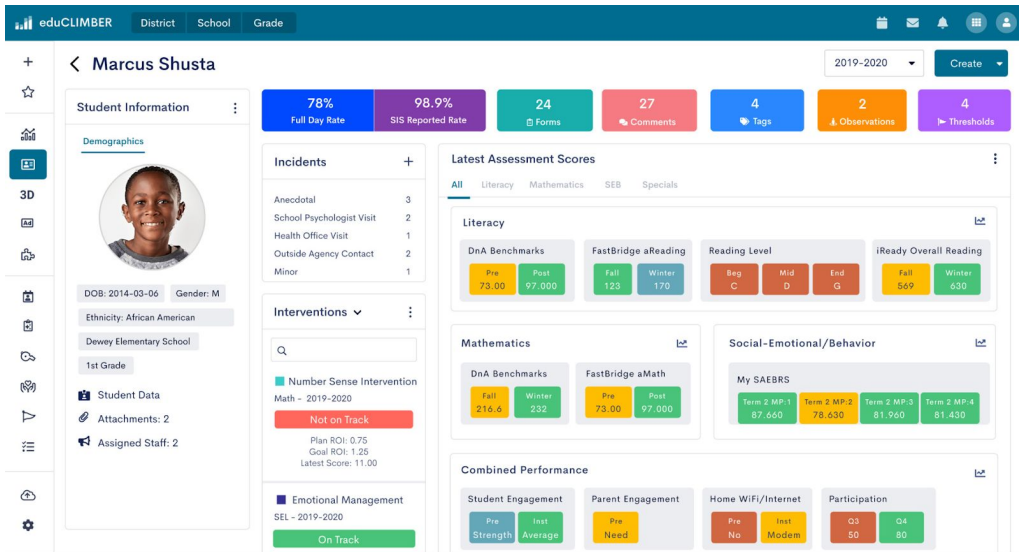 eduCLIMBER District School Grade
Marcus Shusta
2019-2020 Create
3D
Ad
Student Information
Demographics
DOB: 2014-03-06 Gender: M
Ethnicity: African American
Dewey Elementary School
1st Grade
Student Data
Attachments: 2
Assigned Staff: 2
78% 98.9% 24 27 4 2 4
Full Day Rate SIS Reported Rate Forms Comments Tags Observations Thresholds
Incidents +
Anecdotal 3
School Psychologist Visit 2
Health Office Visit 1
Outside Agency Contact 2
Minor 1
Interventions
Number Sense Intervention
Math - 2019-2020
Not on Track
Plan ROI: 0.75
Goal ROI: 1.25
Latest Score: 11.00
Emotional Management
SEL - 2019-2020
On Track
Latest Assessment Scores
All Literacy Mathematics SEB Specials
Literacy
DnA Benchmarks FastBridge aReading Reading Level iReady Overall Reading
Pre Post Fall Winter Beg Mid End Fall Winter
73.00 97.000 123 170 C D G 569 630
Mathematics
DnA Benchmarks FastBridge aMath
Fall Winter Pre Post
216.6 232 73.00 97.000
Social-Emotional/Behavior
My SAEBRS
Term 2 MP:1 Term 2 MP:2 Term 2 MP:3 Term 2 MP:4
87.660 78.630 81.960 81.430
Combined Performance
Student Engagement Parent Engagement Home WiFi/Internet Participation
Pre Inst Pre Pre Inst Q3 Q4
Strength Average Need No Modem 50 80